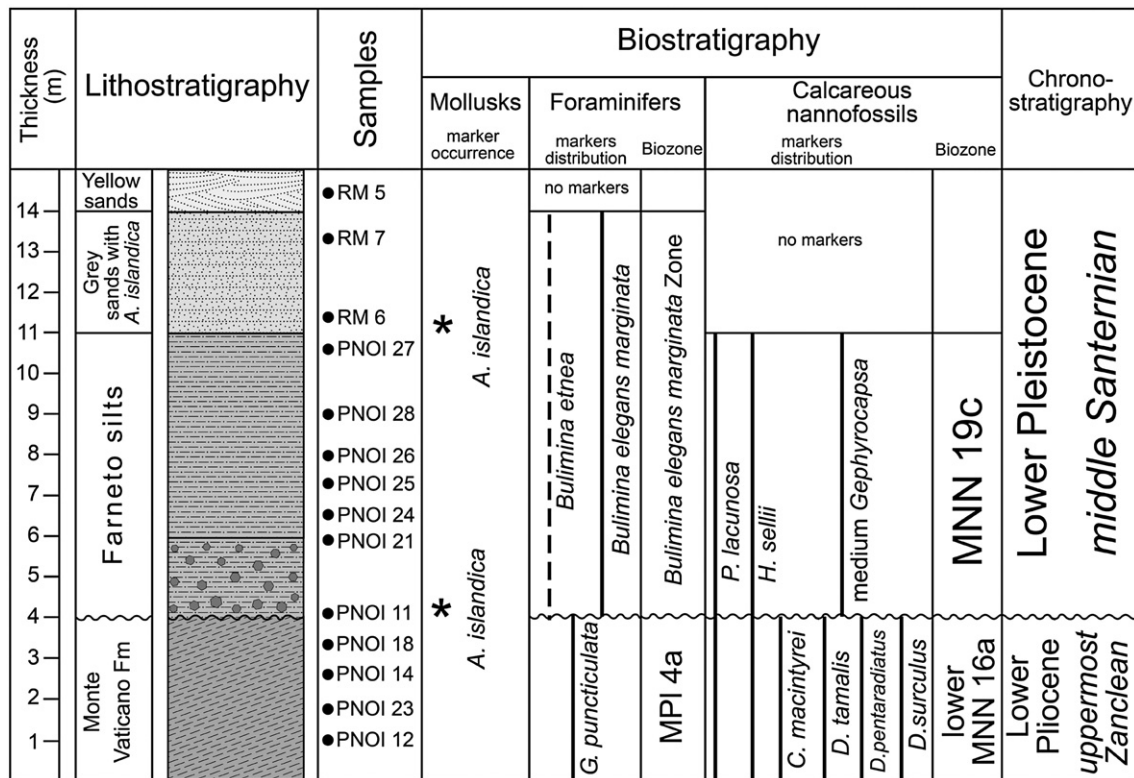 Thickness
(m)
Lithostratigraphy
Samples
Biostratigraphy
Chrono-
stratigraphy
Mollusks
marker
occurrence
Foraminifers
markers
distribution
Biozone
Calcareous
nannofossils
markers
distribution
Biozone
14
13
12
11
10
9
8
7
6
5
4
3
2
1
Yellow
sands
Grey
sands with
A. islandica
Farneto silts
Monte
Vaticano Fm
RM 5
RM 7
RM 6
PNOI 27
PNOI 28
PNOI 26
PNOI 25
PNOI 24
PNOI 21
PNOI 11
PNOI 18
PNOI 14
PNOI 23
PNOI 12
* A. islandica
* A. islandica
no markers
Bulimina etnea
Bulimina elegans marginata
G. puncticulata
Bulimina elegans marginata Zone
MPl 4a
no markers
P. lacunosa
H. sellii
medium Gephyrocapsa
C. macintyrei
D. tamalis
D.pentaradiatus
D.surculus
MNN 19c
lower
MNN 16a
Lower Pleistocene
middle Santernian
Lower
Pliocene
uppermost
Zanclean